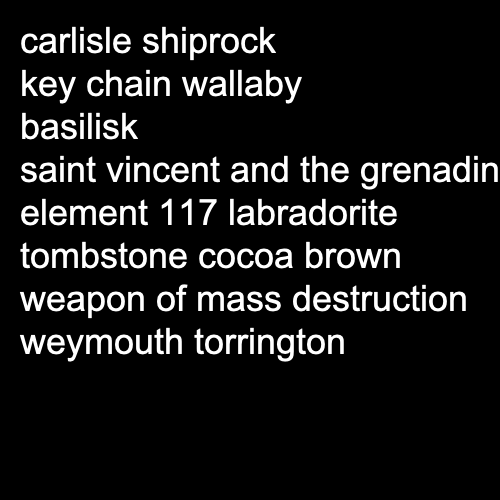 carlisle shiprock
key chain wallaby
basilisk
saint vincent and the grenadin
element 117 labradorite
tombstone cocoa brown
weapon of mass destruction
weymouth torrington